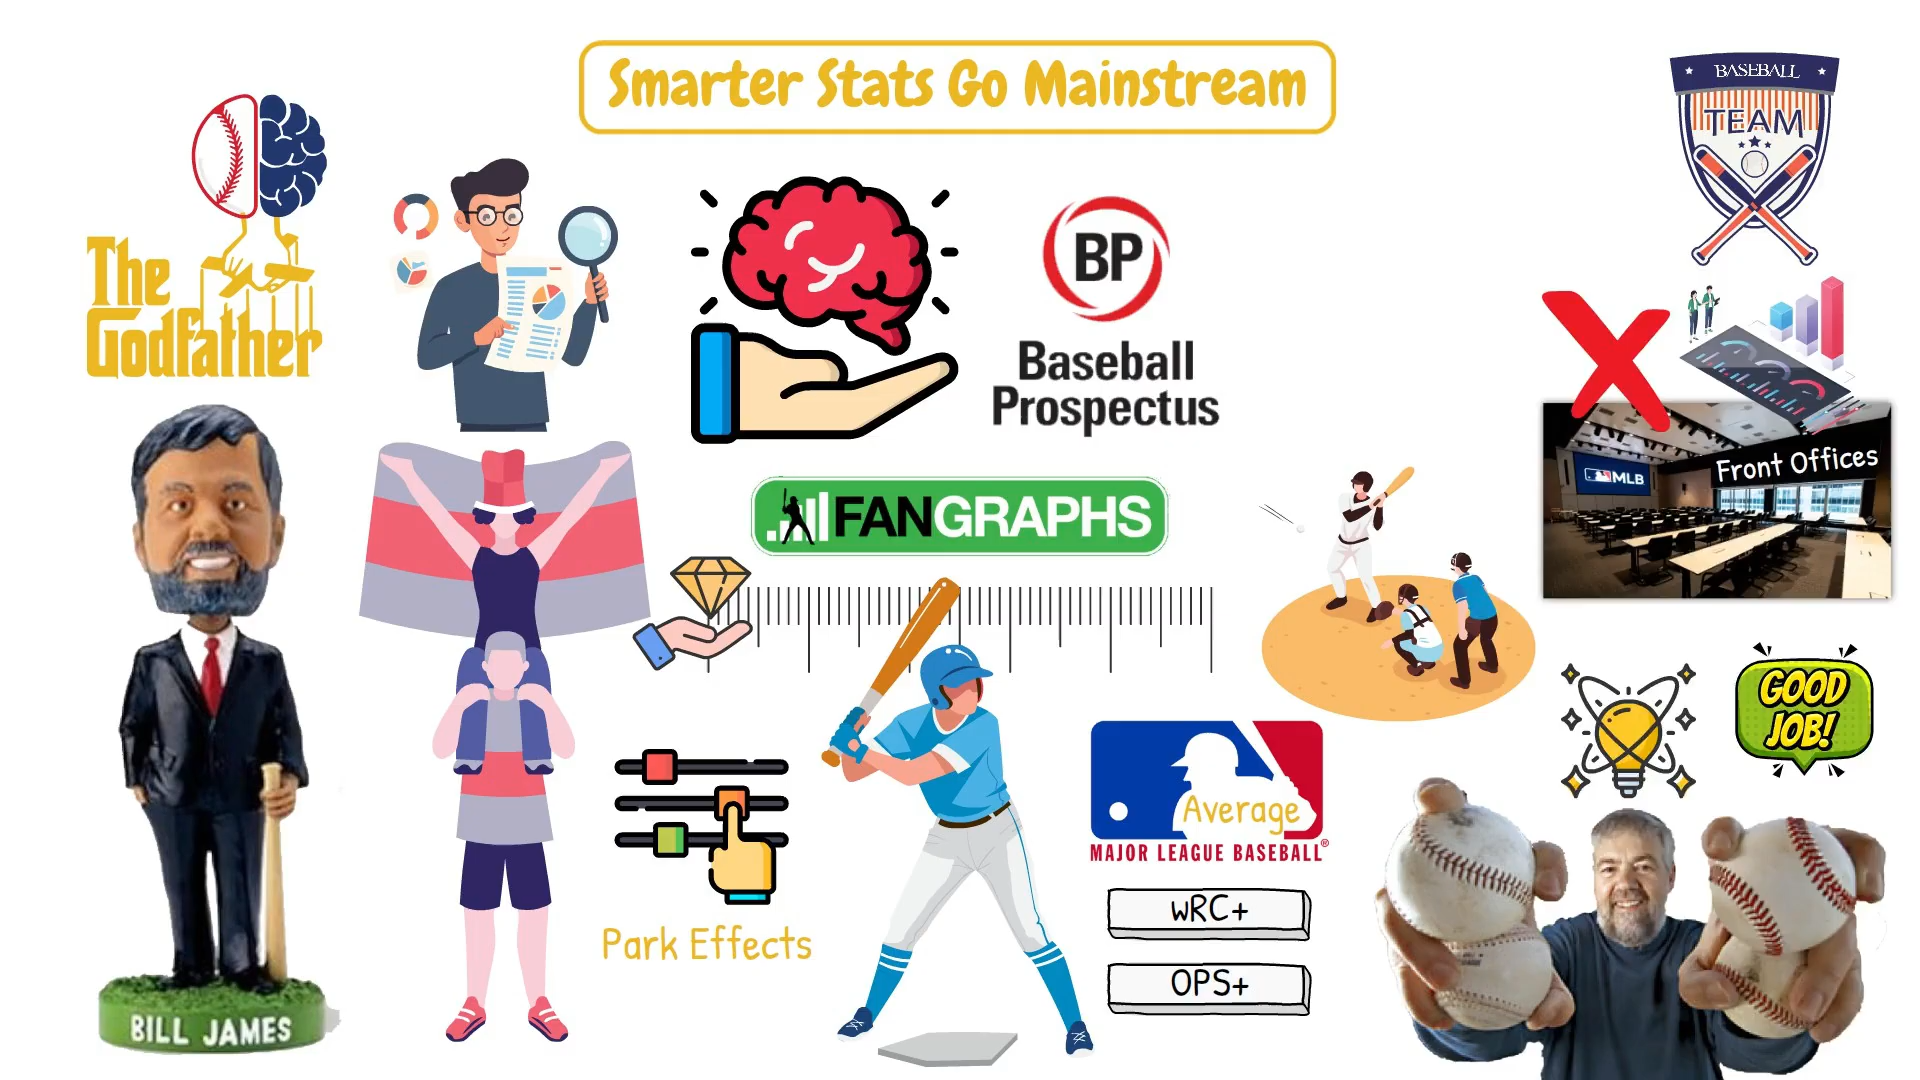 Smarter Stats Go Mainstream
BASEBALL
TEAM
The
Godfather
BP
Baseball
Prospectus
FANGRAPHS
MLB
Front Offices
GOOD
JOB!
Average
MAJOR LEAGUE BASEBALL®
wRC+
OPS+
Park Effects
BILL JAMES